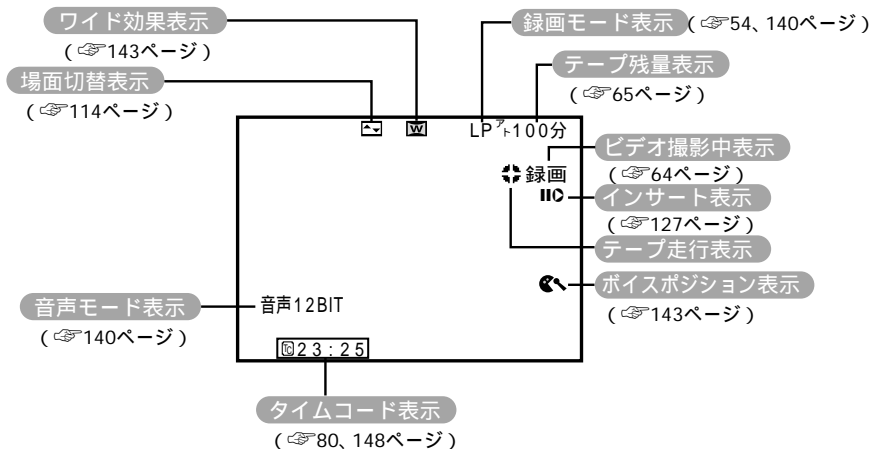 ワイド効果表示
(☞143ページ)
場面切替表示
(☞114ページ)
録画モード表示 (☞54、140ページ)
テープ残量表示
(☞65ページ)
W
LPアト100分
ビデオ撮影中表示
(☞64ページ)
録画
インサート表示
(☞127ページ)
テープ走行表示
ボイスポジション表示
(☞143ページ)
音声モード表示
(☞140ページ)
音声12BIT
TC 23:25
タイムコード表示
(☞80、148ページ)